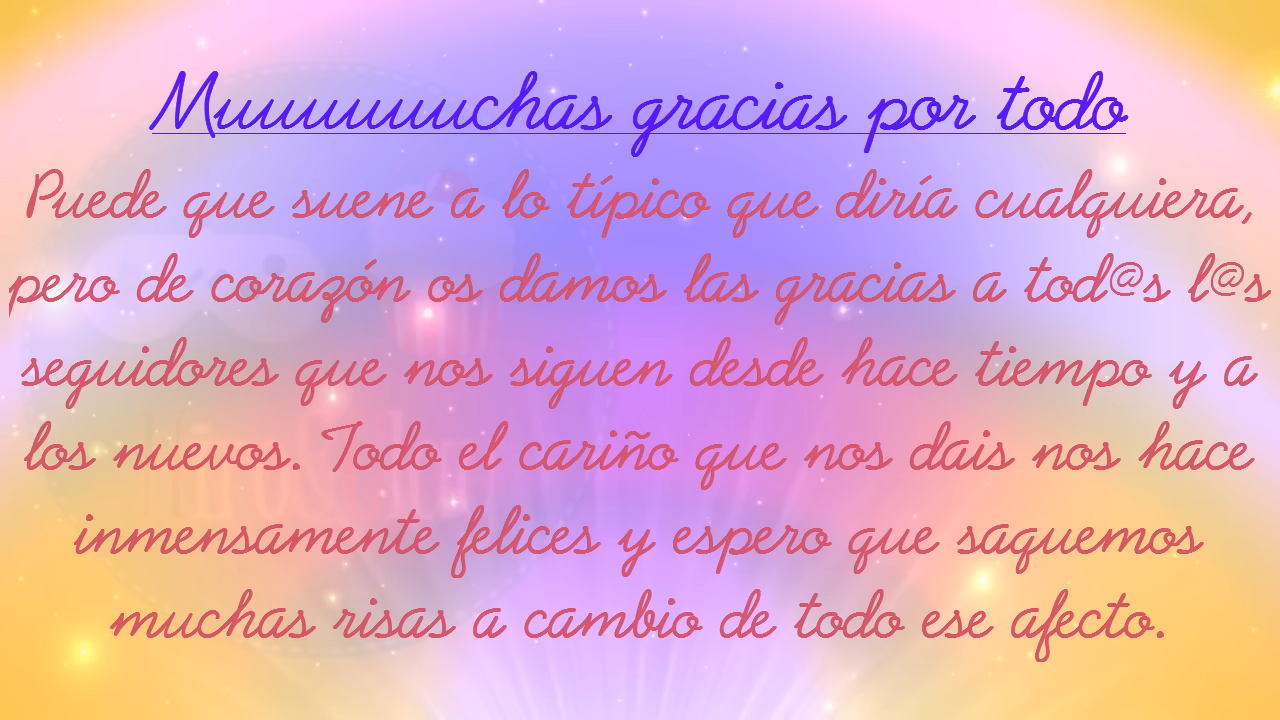 Muuuuuuuchas gracias por todo
Puede que suene a lo típico que diría cualquiera,
pero de corazón os damos las gracias a tod@s l@s
seguidores que nos siguen desde hace tiempo y a
los nuevos. Todo el cariño que nos dais nos hace
inmensamente felices y espero que saquemos
muchas risas a cambio de todo ese afecto.